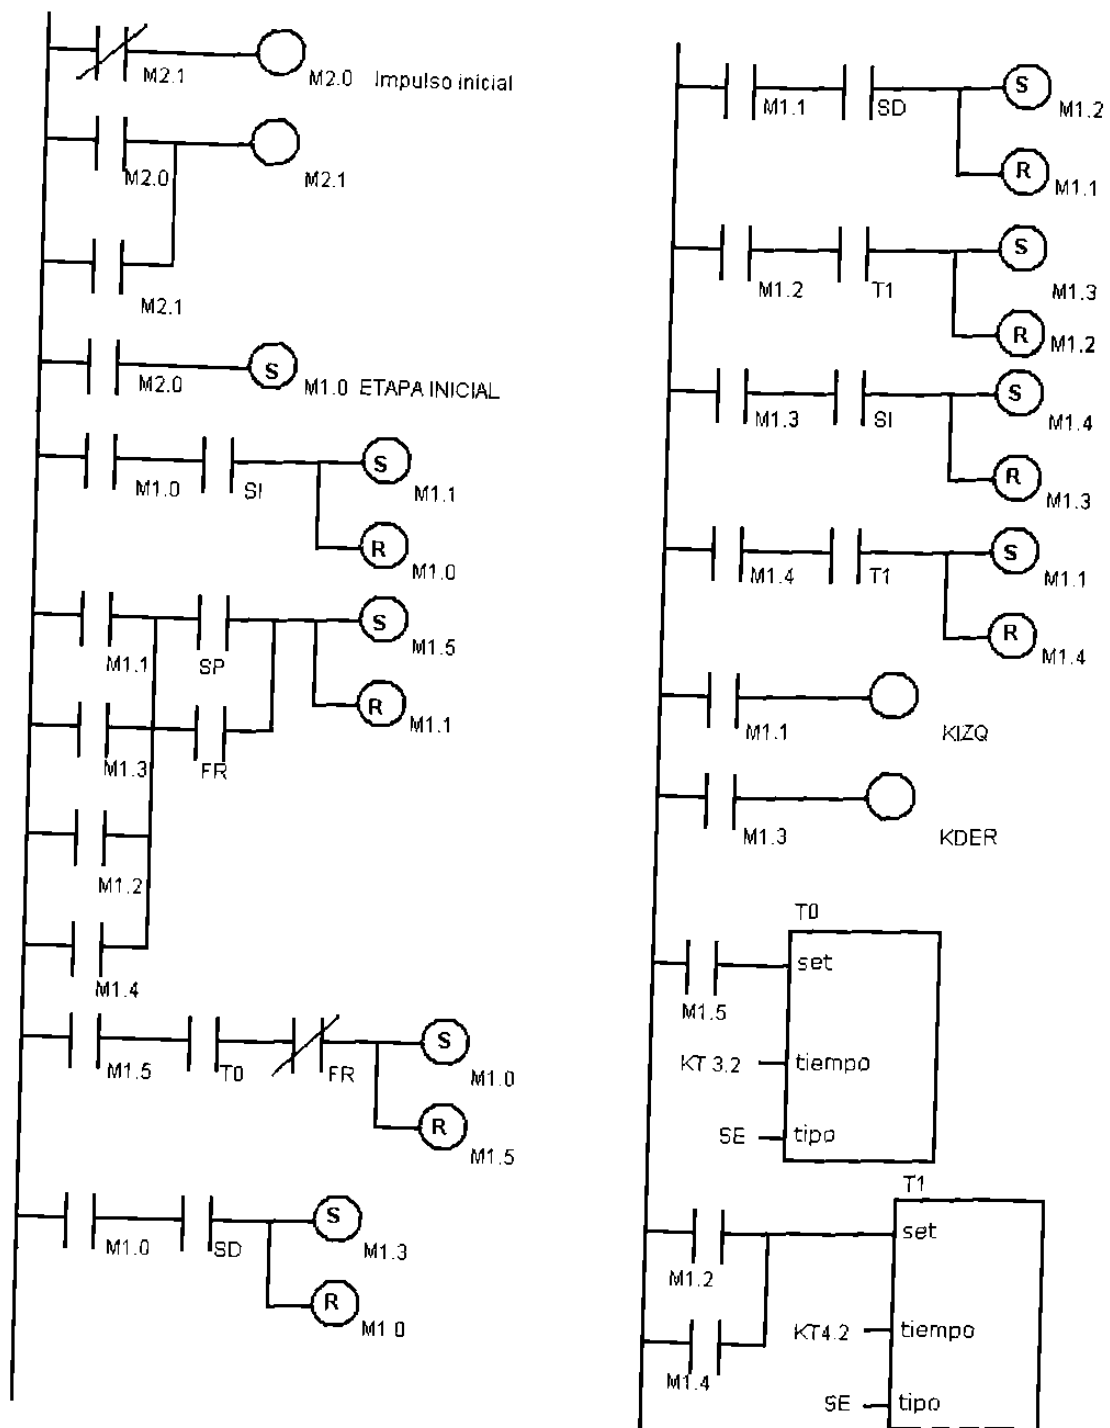 M2.1
M2.0 Impulso inicial
M2.0
M2.1
M2.1
M2.0
S
M1.0 ETAPA INICIAL
M1.0
SI
S
M1.1
R
M1.0
M1.1
SP
S
M1.5
R
M1.1
M1.3
FR
M1.2
M1.4
M1.5
T0
FR
S
M1.0
R
M1.5
M1.0
SD
S
M1.3
R
M1.0
M1.1
SD
S
M1.2
R
M1.1
M1.2
T1
S
M1.3
R
M1.2
M1.3
SI
S
M1.4
R
M1.3
M1.4
T1
S
M1.1
R
M1.4
M1.1
KIZQ
M1.3
KDER
T0
set
M1.5
KT 3.2
tiempo
SE
tipo
T1
set
M1.2
KT4.2
tiempo
M1.4
SE
tipo